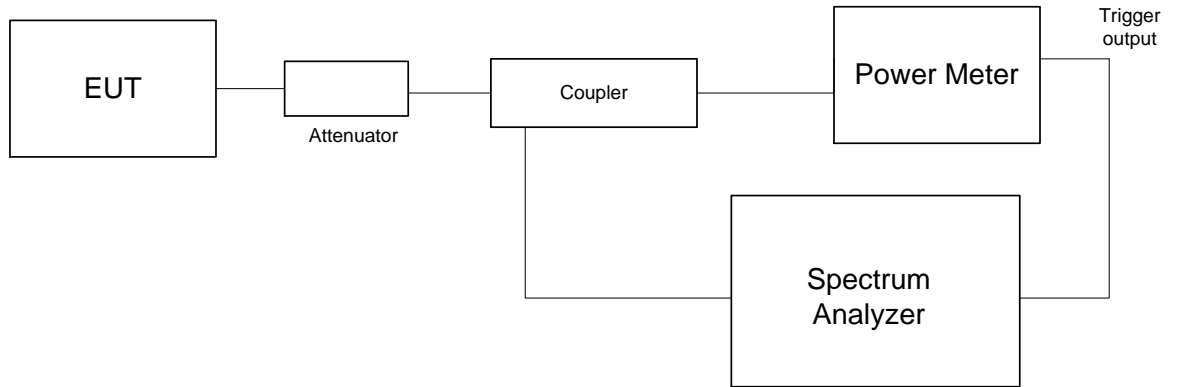 EUT
Attenuator
Coupler
Power Meter
Trigger
output
Spectrum
Analyzer